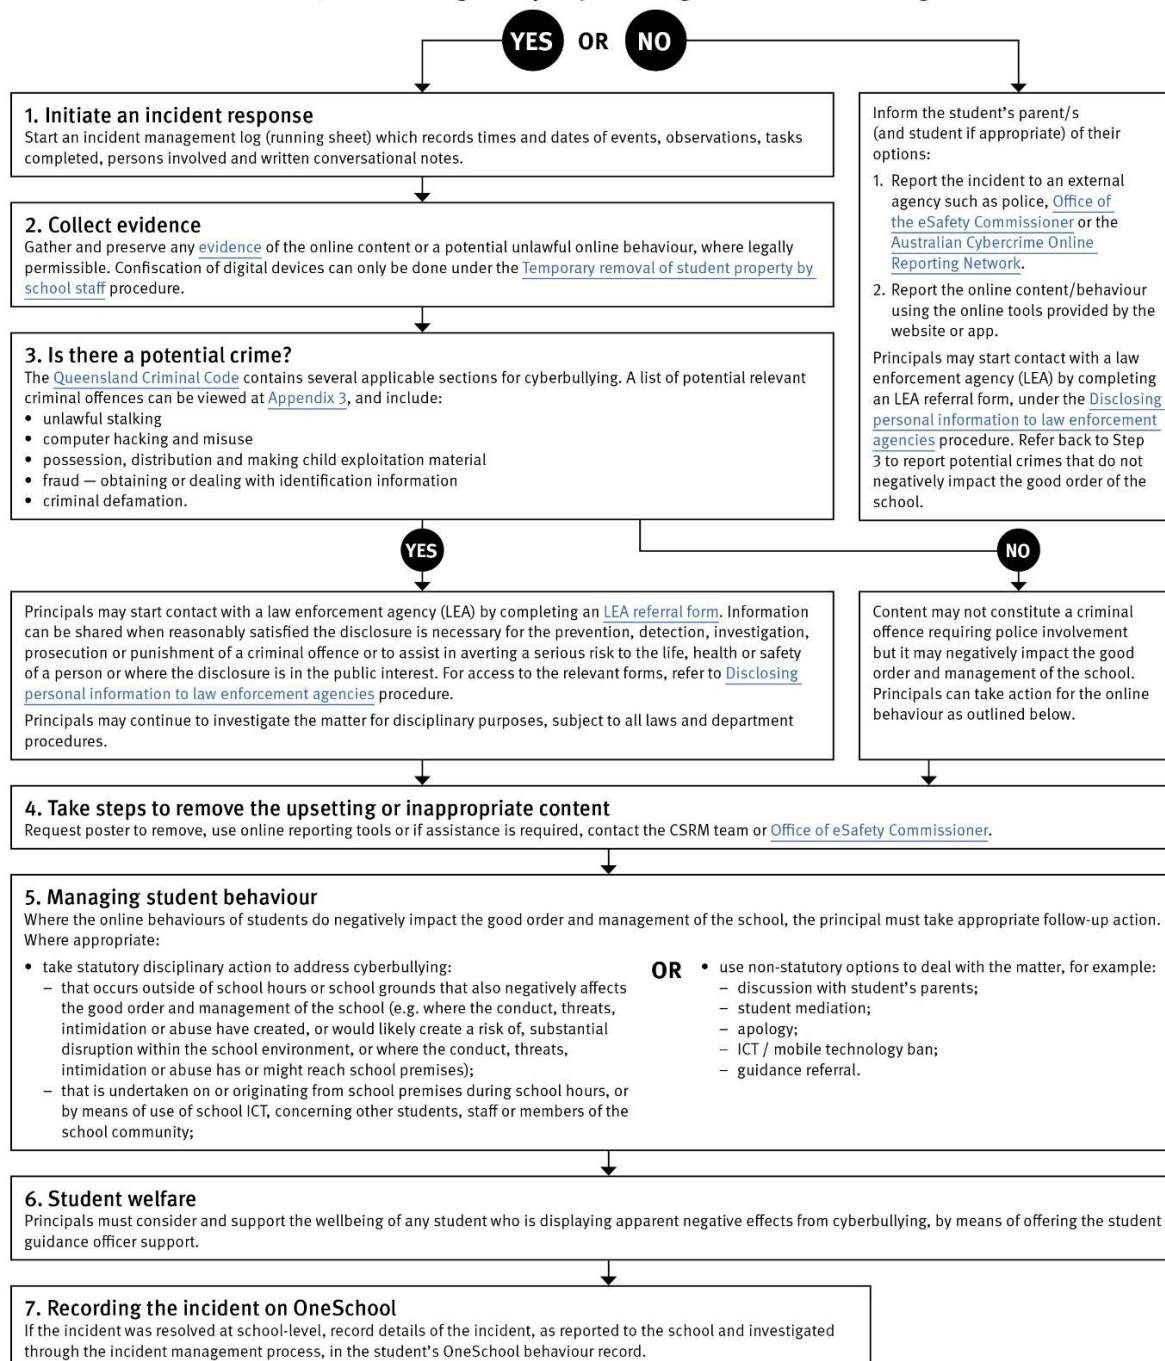 YES OR NO
1. Initiate an incident response
Start an incident management log (running sheet) which records times and dates of events, observations, tasks
completed, persons involved and written conversational notes.
2. Collect evidence
Gather and preserve any evidence of the online content or a potential unlawful online behaviour, where legally
permissible. Confiscation of digital devices can only be done under the Temporary removal of student property by
school staff procedure.
3. Is there a potential crime?
The Queensland Criminal Code contains several applicable sections for cyberbullying. A list of potential relevant
criminal offences can be viewed at Appendix 3, and include:
• unlawful stalking
• computer hacking and misuse
• possession, distribution and making child exploitation material
• fraud — obtaining or dealing with identification information
• criminal defamation.
Inform the student's parent/s
(and student if appropriate) of their
options:
1. Report the incident to an external
agency such as police, Office of
the eSafety Commissioner or the
Australian Cybercrime Online
Reporting Network.
2. Report the online content/behaviour
using the online tools provided by the
website or app.
Principals may start contact with a law
enforcement agency (LEA) by completing
an LEA referral form, under the Disclosing
personal information to law enforcement
agencies procedure. Refer back to Step
3 to report potential crimes that do not
negatively impact the good order of the
school.
YES
NO
Principals may start contact with a law enforcement agency (LEA) by completing an LEA referral form. Information
can be shared when reasonably satisfied the disclosure is necessary for the prevention, detection, investigation,
prosecution or punishment of a criminal offence or to assist in averting a serious risk to the life, health or safety
of a person or where the disclosure is in the public interest. For access to the relevant forms, refer to Disclosing
personal information to law enforcement agencies procedure.
Principals may continue to investigate the matter for disciplinary purposes, subject to all laws and department
procedures.
Content may not constitute a criminal
offence requiring police involvement
but it may negatively impact the good
order and management of the school.
Principals can take action for the online
behaviour as outlined below.
4. Take steps to remove the upsetting or inappropriate content
Request poster to remove, use online reporting tools or if assistance is required, contact the CSRM team or Office of eSafety Commissioner.
5. Managing student behaviour
Where the online behaviours of students do negatively impact the good order and management of the school, the principal must take appropriate follow-up action.
Where appropriate:
• take statutory disciplinary action to address cyberbullying:
– that occurs outside of school hours or school grounds that also negatively affects
the good order and management of the school (e.g. where the conduct, threats,
intimidation or abuse have created, or would likely create a risk of, substantial
disruption within the school environment, or where the conduct, threats,
intimidation or abuse has or might reach school premises);
– that is undertaken on or originating from school premises during school hours, or
by means of use of school ICT, concerning other students, staff or members of the
school community;
OR
• use non-statutory options to deal with the matter, for example:
– discussion with student's parents;
– student mediation;
– apology;
– ICT / mobile technology ban;
– guidance referral.
6. Student welfare
Principals must consider and support the wellbeing of any student who is displaying apparent negative effects from cyberbullying, by means of offering the student
guidance officer support.
7. Recording the incident on OneSchool
If the incident was resolved at school-level, record details of the incident, as reported to the school and investigated
through the incident management process, in the student's OneSchool behaviour record.